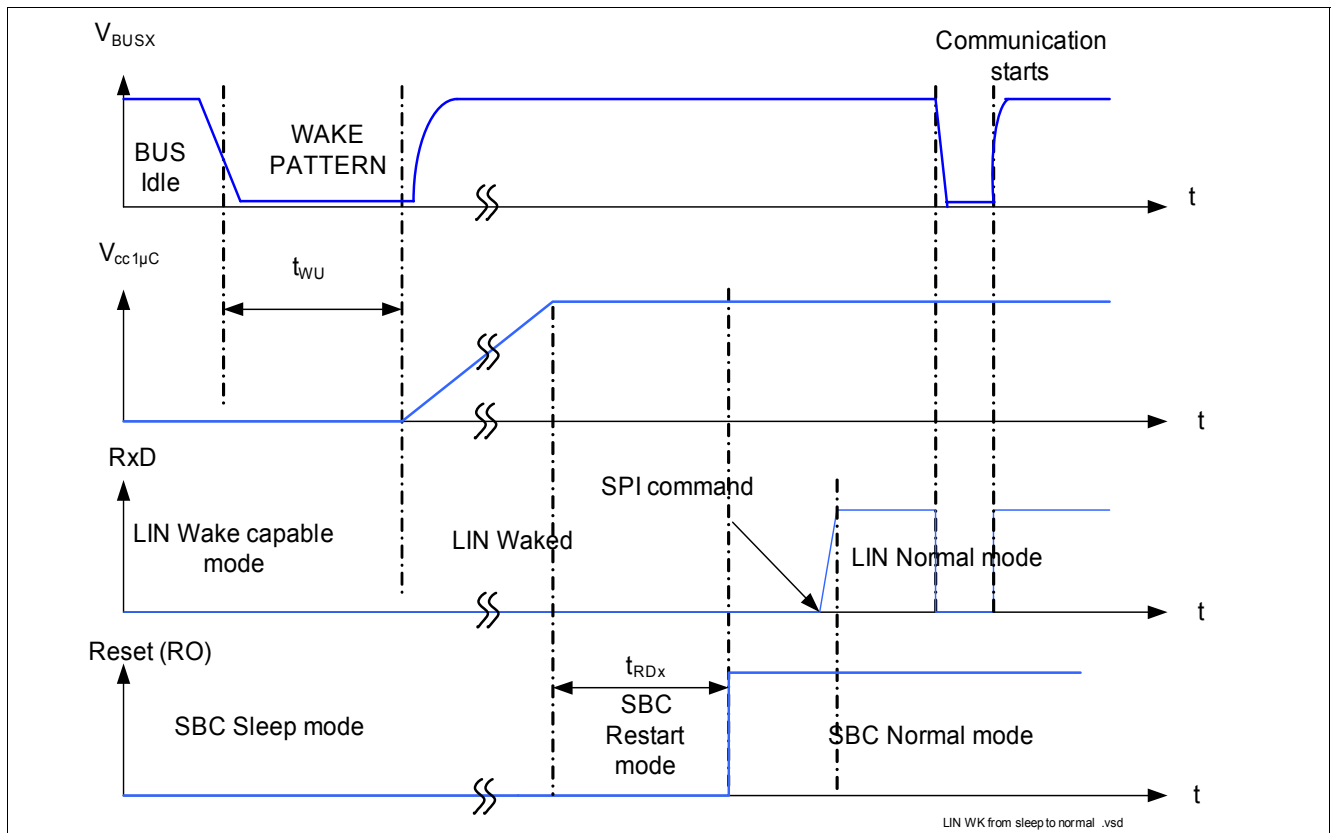 V_BUSX
Communication
starts
BUS
Idle
WAKE
PATTERN
t
V_cc1µC
t_WU
t
RxD
SPI command
LIN Wake capable
mode
LIN Waked
LIN Normal mode
t
Reset (RO)
t_RDx
SBC Sleep mode
SBC
Restart
mode
SBC Normal mode
t
LIN WK from sleep to normal .vsd